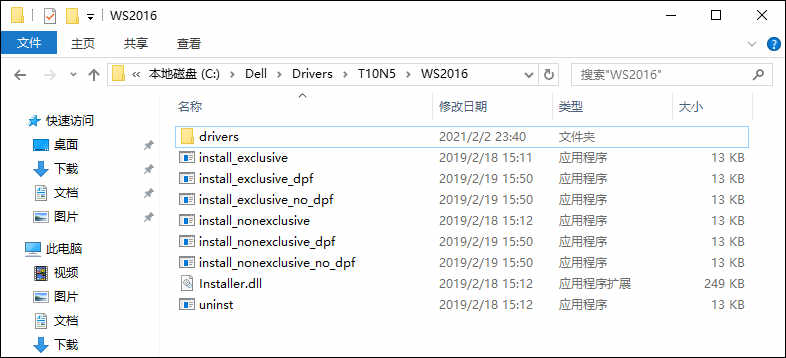 WS2016
文件 主页 共享 查看
« 本地磁盘 (C:) › Dell › Drivers › T10N5 › WS2016 搜索"WS2016"
名称 修改日期 类型 大小
快速访问
桌面
下载
文档
图片
此电脑
视频
图片
文档
下载
drivers 2021/2/2 23:40 文件夹
install_exclusive 2019/2/18 15:11 应用程序 13 KB
install_exclusive_dpf 2019/2/19 15:50 应用程序 13 KB
install_exclusive_no_dpf 2019/2/19 15:50 应用程序 13 KB
install_nonexclusive 2019/2/18 15:12 应用程序 13 KB
install_nonexclusive_dpf 2019/2/19 15:50 应用程序 13 KB
install_nonexclusive_no_dpf 2019/2/19 15:50 应用程序 13 KB
Installer.dll 2019/2/18 15:12 应用程序扩展 249 KB
uninst 2019/2/18 15:12 应用程序 13 KB